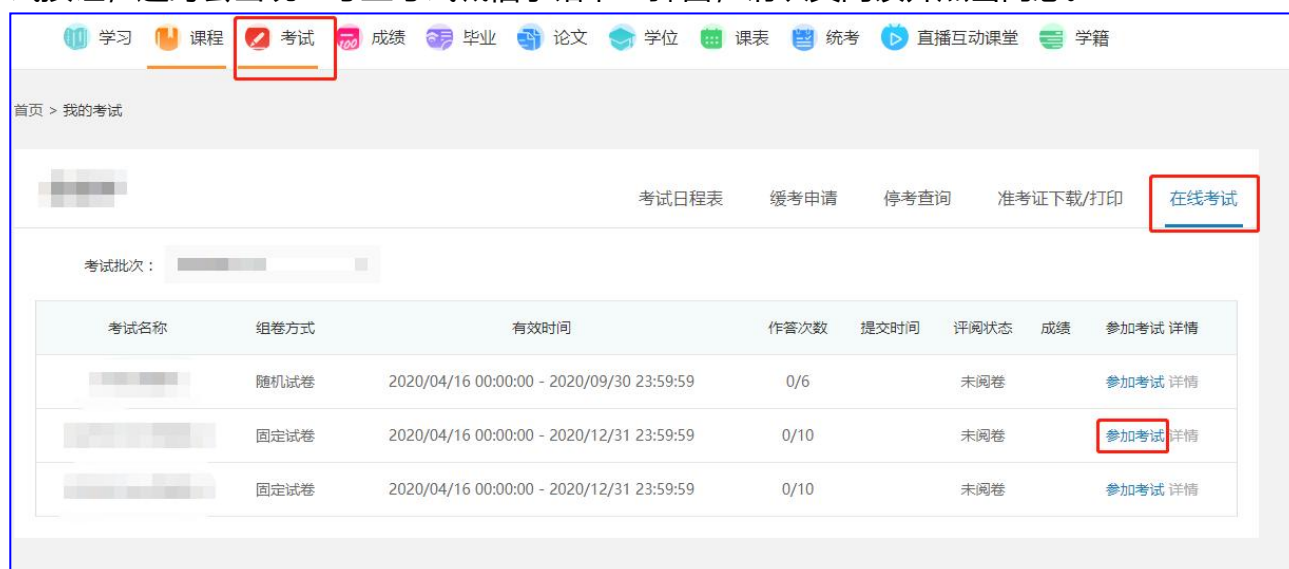 学习 课程 考试 成绩 毕业 论文 学位 课表 统考 直播互动课堂 学籍
首页 > 我的考试
考试日程表 缓考申请 停考查询 准考证下载/打印 在线考试
考试批次：
考试名称 组卷方式 有效时间 作答次数 提交时间 评阅状态 成绩 参加考试 详情
随机试卷 2020/04/16 00:00:00 - 2020/09/30 23:59:59 0/6 未阅卷 参加考试 详情
固定试卷 2020/04/16 00:00:00 - 2020/12/31 23:59:59 0/10 未阅卷 参加考试 详情
固定试卷 2020/04/16 00:00:00 - 2020/12/31 23:59:59 0/10 未阅卷 参加考试 详情